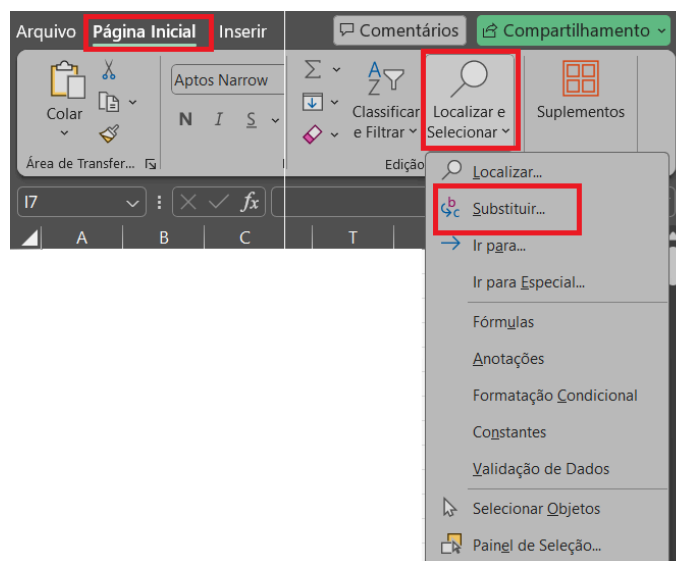 Arquivo Página Inicial Inserir Comentários Compartilhamento
Aptos Narrow
Colar
N I S
Classificar e Filtrar
Localizar e Selecionar
Suplementos
Área de Transfer...
Edição
I7
fx
A B C T
Localizar...
Substituir...
Ir para...
Ir para Especial...
Fórmulas
Anotações
Formatação Condicional
Constantes
Validação de Dados
Selecionar Objetos
Painel de Seleção...